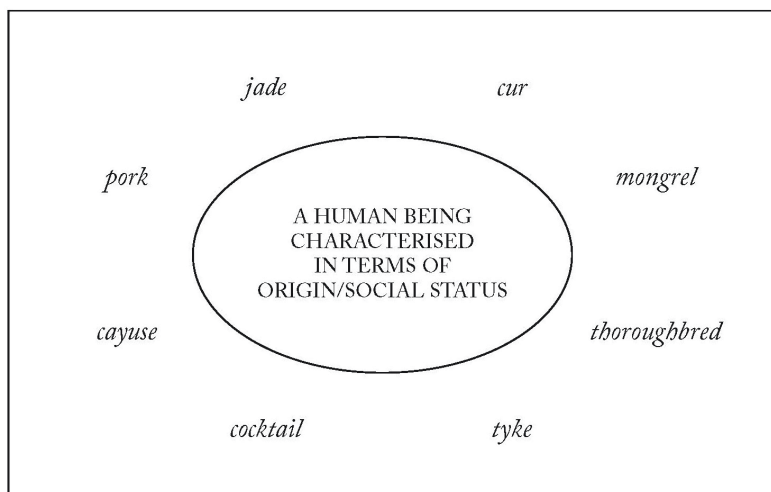 jade
cur
pork
mongrel
A HUMAN BEING
CHARACTERISED
IN TERMS OF
ORIGIN/SOCIAL STATUS
cayuse
thoroughbred
cocktail
tyke